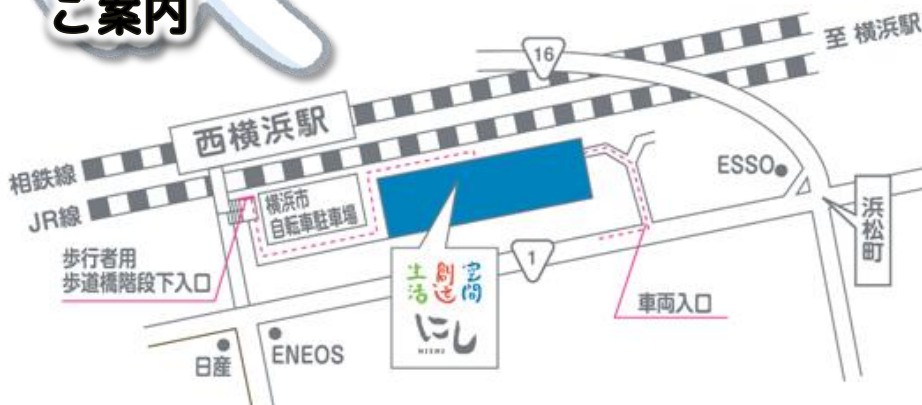 ご案内
16
至 横浜駅
西横浜駅
相鉄線
JR線
横浜市
自転車駐車場
ESSO
浜松町
歩行者用
歩道橋階段下入口
1
生活
創造
空間
にし
NISHI
車両入口
日産
ENEOS